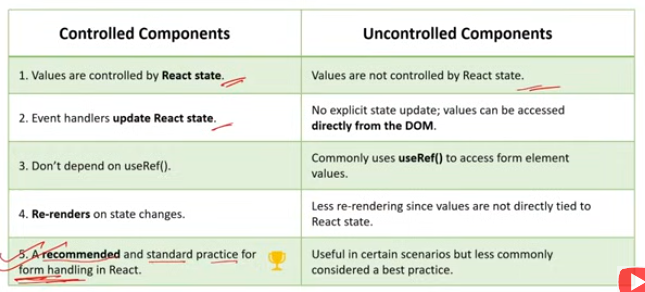 Controlled Components
Uncontrolled Components
1. Values are controlled by React state.
Values are not controlled by React state.
2. Event handlers update React state.
No explicit state update; values can be accessed
directly from the DOM.
3. Don’t depend on useRef().
Commonly uses useRef() to access form element
values.
4. Re-renders on state changes.
Less re-rendering since values are not directly tied to
React state.
5. A recommended and standard practice for
form handling in React.
Useful in certain scenarios but less commonly
considered a best practice.